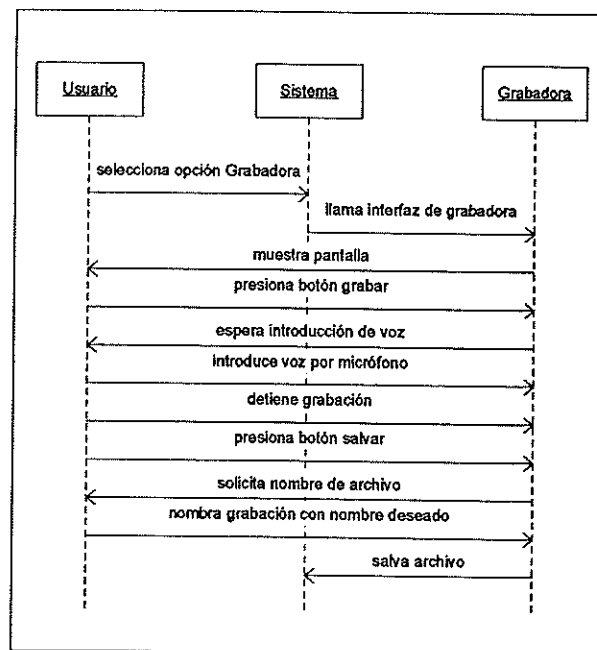 Usuario
Sistema
Grabadora
selecciona opción Grabadora
llama interfaz de grabadora
muestra pantalla
presiona botón grabar
espera introducción de voz
introduce voz por micrófono
detiene grabación
presiona botón salvar
solicita nombre de archivo
nombra grabación con nombre deseado
salva archivo